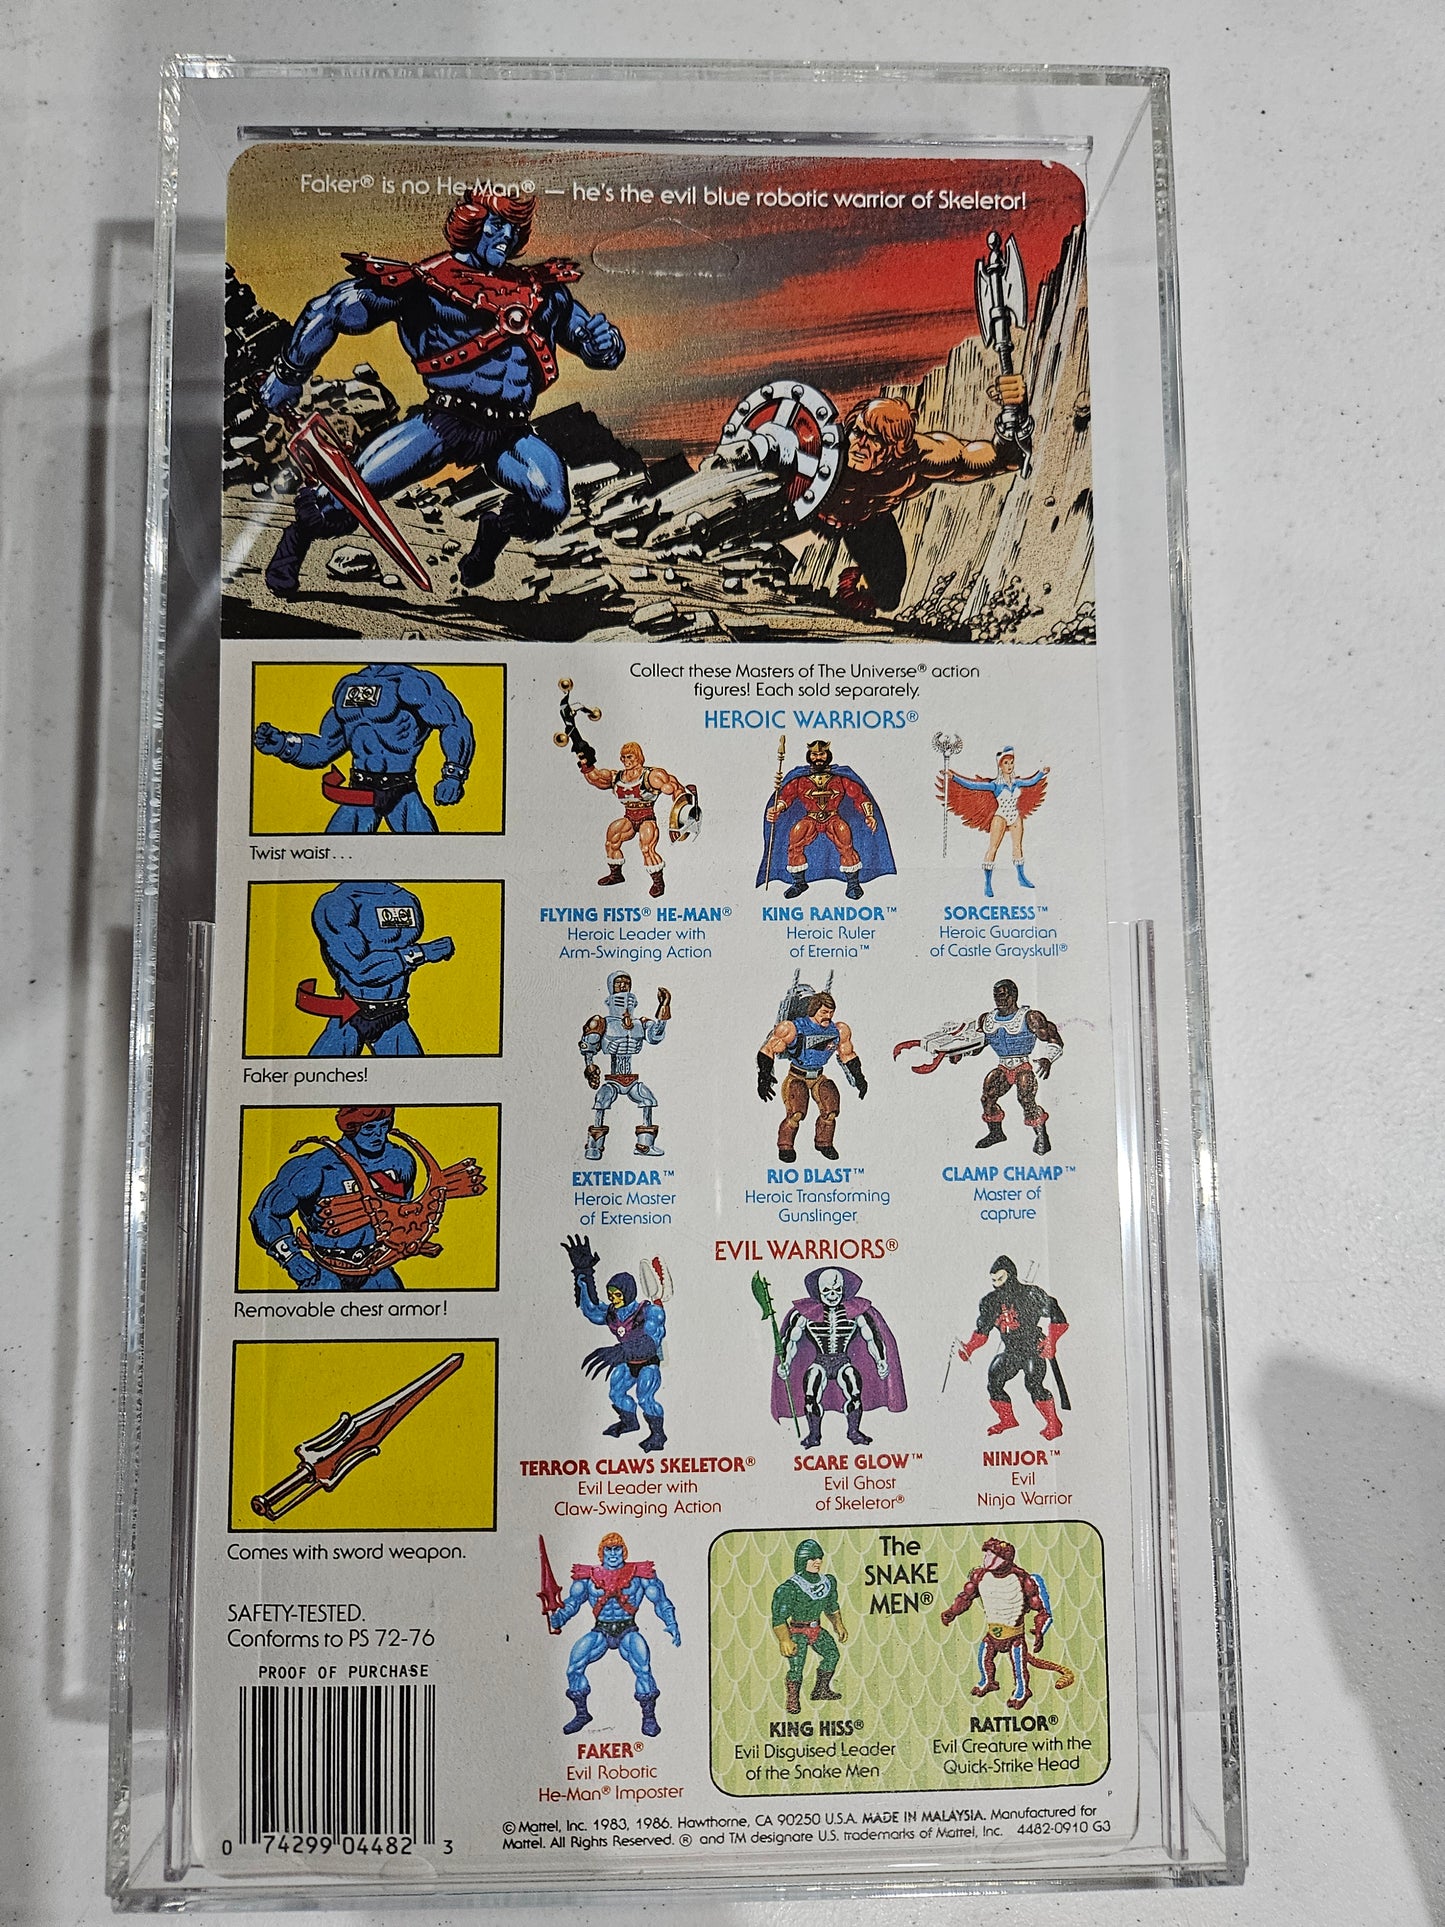 Faker® is no He-Man® — he's the evil blue robotic warrior of Skeletor!
Twist waist...
Faker punches!
Removable chest armor!
Comes with sword weapon.
SAFETY-TESTED.
Conforms to PS 72-76
PROOF OF PURCHASE
0 74299 04482 3
Collect these Masters of The Universe® action
figures! Each sold separately.
HEROIC WARRIORS®
FLYING FISTS® HE-MAN®
Heroic Leader with
Arm-Swinging Action
KING RANDOR™
Heroic Ruler
of Eternia™
SORCERESS™
Heroic Guardian
of Castle Grayskull®
EXTENDAR™
Heroic Master
of Extension
RIO BLAST™
Heroic Transforming
Gunslinger
CLAMP CHAMP™
Master of
capture
EVIL WARRIORS®
TERROR CLAWS SKELETOR®
Evil Leader with
Claw-Swinging Action
SCARE GLOW™
Evil Ghost
of Skeletor®
NINJOR™
Evil
Ninja Warrior
FAKER®
Evil Robotic
He-Man® Imposter
The
SNAKE
MEN®
KING HISS®
Evil Disguised Leader
of the Snake Men
RATTLOR®
Evil Creature with the
Quick-Strike Head
P
© Mattel, Inc. 1983, 1986. Hawthorne, CA 90250 U.S.A. MADE IN MALAYSIA. Manufactured for
Mattel. All Rights Reserved. ® and TM designate U.S. trademarks of Mattel, Inc. 4482-0910 G3